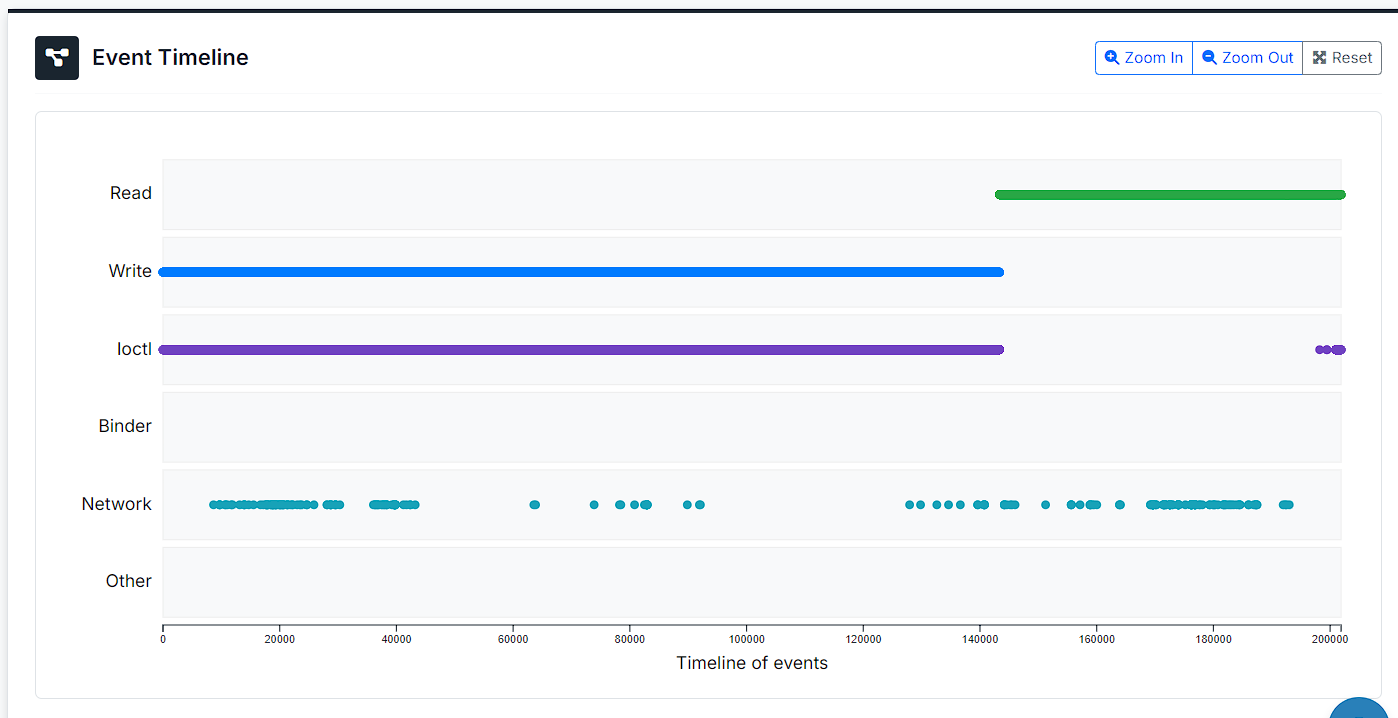 Event Timeline
Zoom In
Zoom Out
Reset
Read
Write
Ioctl
Binder
Network
Other
0 20000 40000 60000 80000 100000 120000 140000 160000 180000 200000
Timeline of events